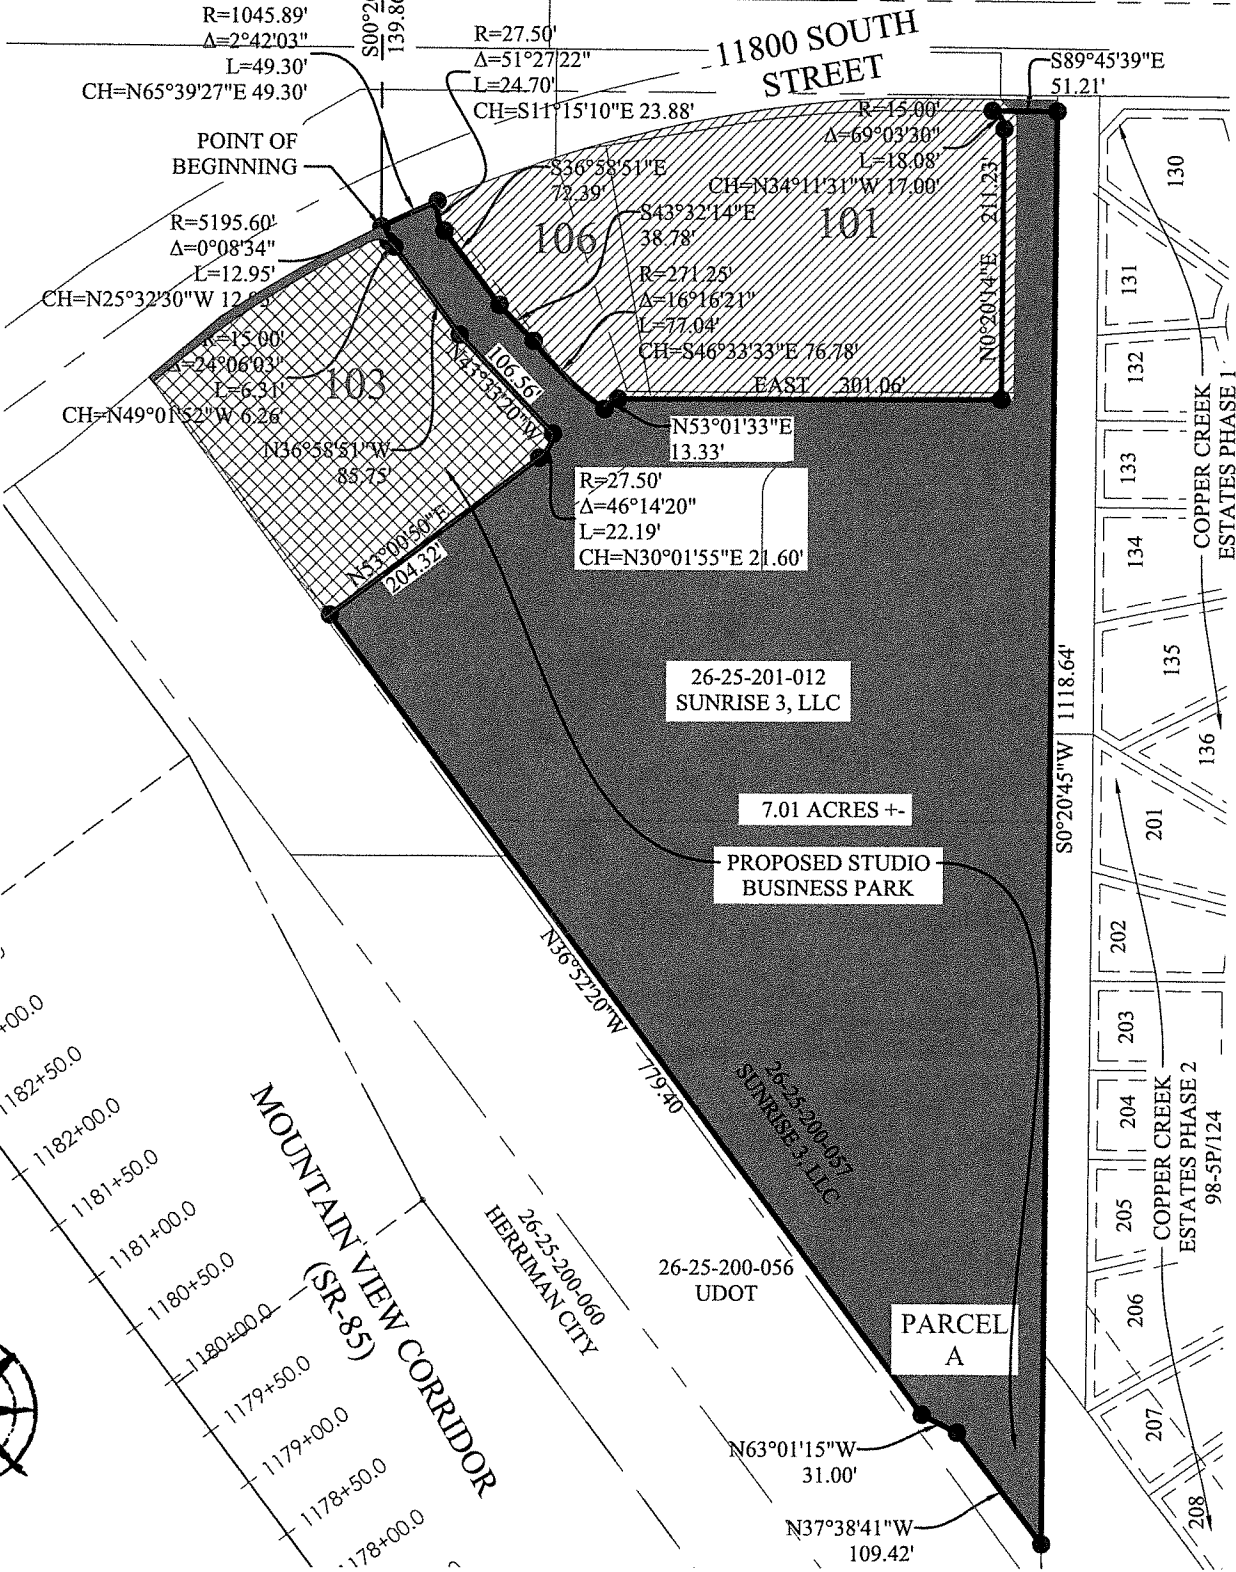 R=1045.89'
Δ=2°42'03"
L=49.30'
CH=N65°39'27"E 49.30'
139.86
R=27.50'
Δ=51°27'22"
L=24.70'
CH=S11°15'10"E 23.88'
11800 SOUTH
STREET
S89°45'39"E
51.21'
POINT OF
BEGINNING
R=15.00'
Δ=69°03'30"
L=18.08'
CH=N34°11'31"W 17.00'
S36°58'51"E
72.39'
S43°32'14"E
38.78'
106
101
N0°20'14"E 211.23'
R=5195.60'
Δ=0°08'34"
L=12.95'
CH=N25°32'30"W
R=271.25'
Δ=16°16'21"
L=77.04'
CH=S46°33'33"E 76.78'
EAST 301.06'
R=15.00'
Δ=24°06'03"
L=6.31'
CH=N49°01'52"W 6.26'
103
N36°58'51"W
85.75'
106.56'
N53°01'33"E
13.33'
R=27.50'
Δ=46°14'20"
L=22.19'
CH=N30°01'55"E 21.60'
N53°00'50"E
204.32'
26-25-201-012
SUNRISE 3, LLC
7.01 ACRES +-
PROPOSED STUDIO
BUSINESS PARK
S0°20'45"W 1118.64'
N36°52'20"W 779.40
26-25-200-057
SUNRISE 3, LLC
26-25-200-056
UDOT
26-25-200-060
HERRIMAN CITY
MOUNTAIN VIEW CORRIDOR
(SR-85)
PARCEL
A
N63°01'15"W
31.00'
N37°38'41"W
109.42'
130
131
132
133
134
135
136
201
202
203
204
205
206
207
208
COPPER CREEK
ESTATES PHASE 1
COPPER CREEK
ESTATES PHASE 2
98-5P/124
+00.0
1182+50.0
1182+00.0
1181+50.0
1181+00.0
1180+50.0
1180+00.0
1179+50.0
1179+00.0
1178+50.0
178+00.0